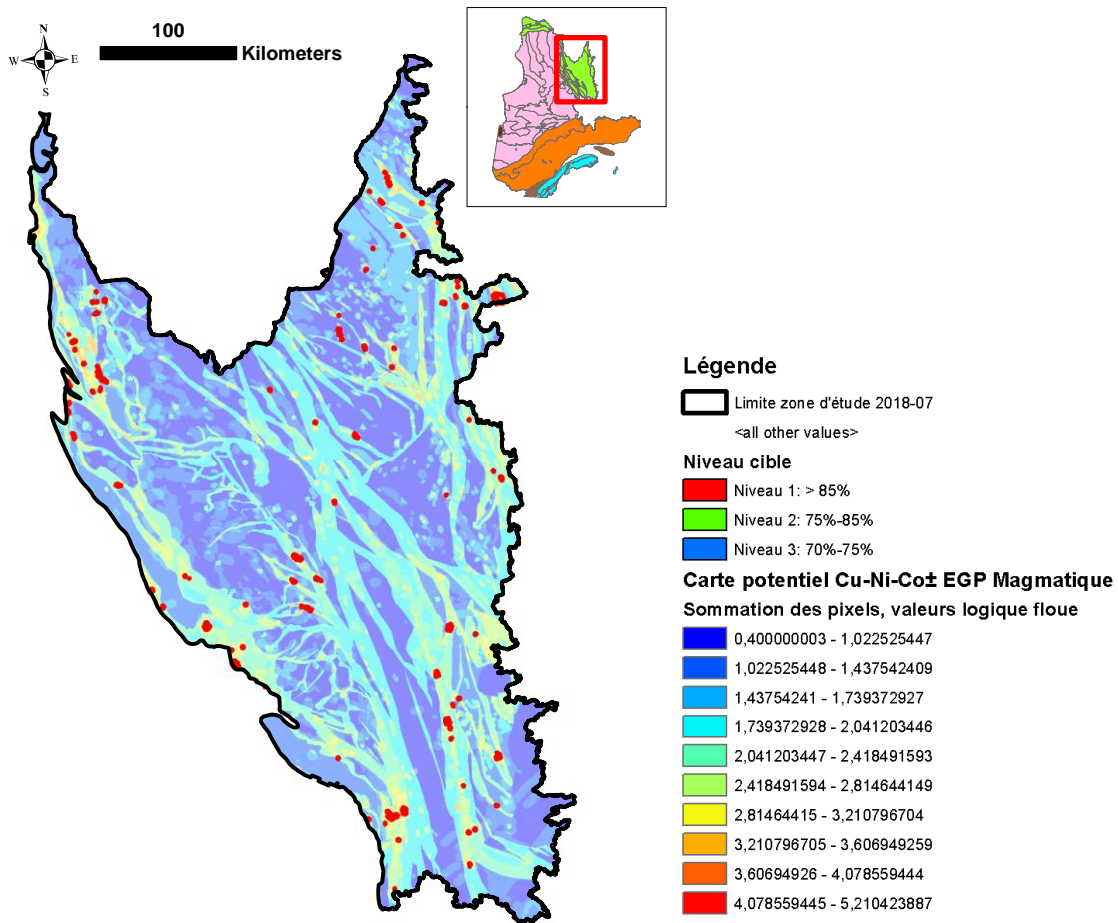 N
W E
S
100
Kilometers
Légende
Limite zone d'étude 2018-07
<all other values>
Niveau cible
Niveau 1: > 85%
Niveau 2: 75%-85%
Niveau 3: 70%-75%
Carte potentiel Cu-Ni-Co± EGP Magmatique
Sommation des pixels, valeurs logique floue
0,400000003 - 1,022525447
1,022525448 - 1,437542409
1,43754241 - 1,739372927
1,739372928 - 2,041203446
2,041203447 - 2,418491593
2,418491594 - 2,814644149
2,81464415 - 3,210796704
3,210796705 - 3,606949259
3,60694926 - 4,078559444
4,078559445 - 5,210423887